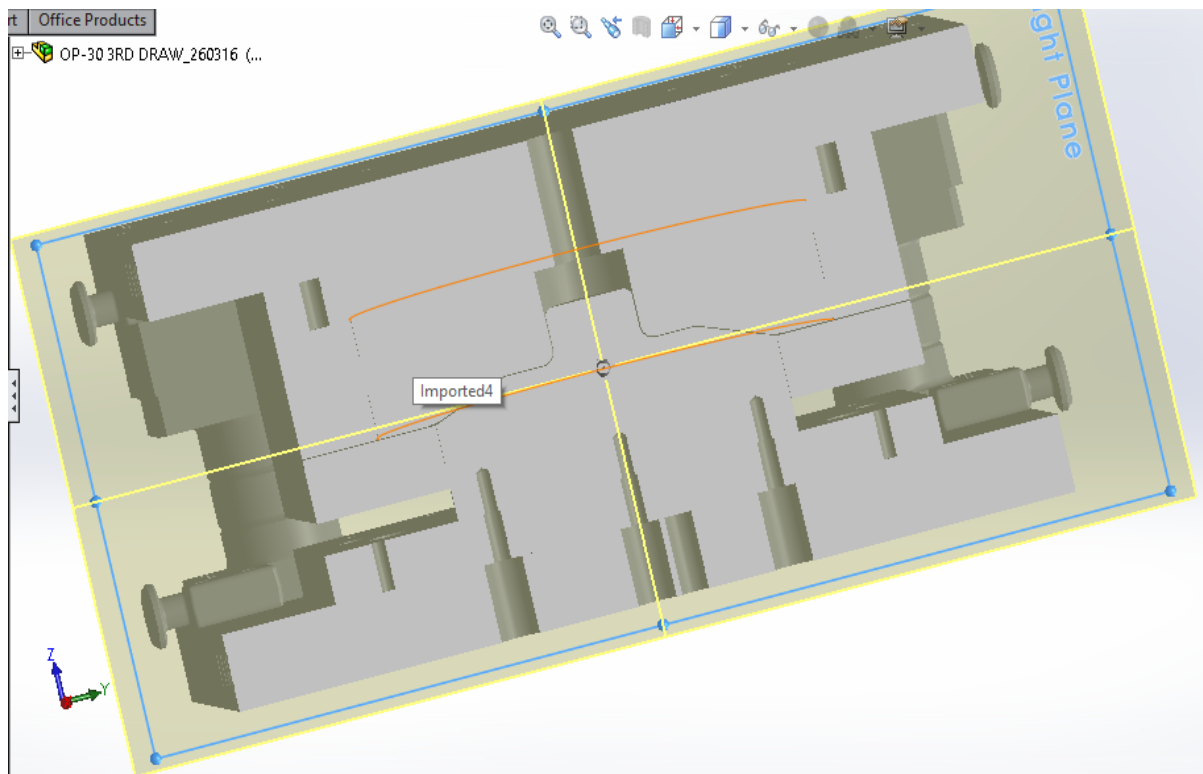 rt
Office Products
OP-30 3RD DRAW_260316 (...
ght Plane
Imported4
Z
Y